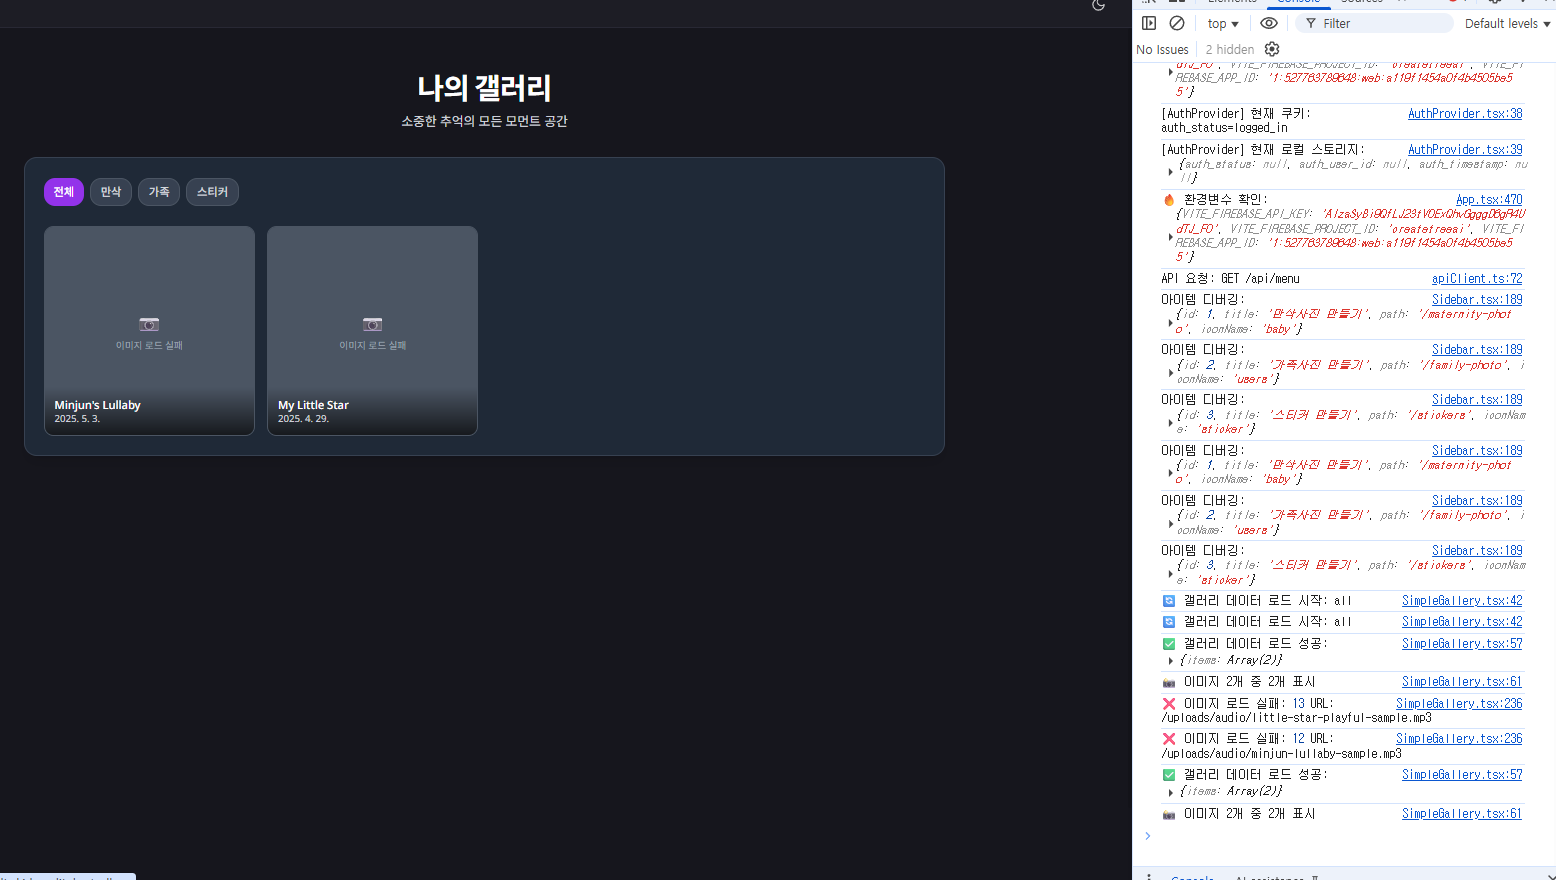 나의 갤러리
소중한 추억의 모든 모먼트 공간
전체
만삭
가족
스티커
이미지 로드 실패
Minjun's Lullaby
2025. 5. 3.
이미지 로드 실패
My Little Star
2025. 4. 29.
top
Filter
Default levels
No Issues
2 hidden
REBASE_APP_ID: '1:527763789648:web:a119f1454a0f4b4505be5
5'}
[AuthProvider] 현재 쿠키:
AuthProvider.tsx:38
auth_status=logged_in
[AuthProvider] 현재 로컬 스토리지:
AuthProvider.tsx:39
{auth_status: null, auth_user_id: null, auth_timestamp: nu
ll}
환경변수 확인:
App.tsx:470
dTJ_FO', VITE_FIREBASE_PROJECT_ID: 'createtreeai', VITE_FI
REBASE_APP_ID: '1:527763789648:web:a119f1454a0f4b4505be5
5'}
API 요청: GET /api/menu
apiClient.ts:72
아이템 디버깅:
Sidebar.tsx:189
{id: 1, title: '만삭사진 만들기', path: '/maternity-phot
o', iconName: 'baby'}
아이템 디버깅:
Sidebar.tsx:189
{id: 2, title: '가족사진 만들기', path: '/family-photo', i
conName: 'users'}
아이템 디버깅:
Sidebar.tsx:189
{id: 3, title: '스티커 만들기', path: '/stickers', iconNam
e: 'sticker'}
아이템 디버깅:
Sidebar.tsx:189
{id: 1, title: '만삭사진 만들기', path: '/maternity-phot
o', iconName: 'baby'}
아이템 디버깅:
Sidebar.tsx:189
{id: 2, title: '가족사진 만들기', path: '/family-photo', i
conName: 'users'}
아이템 디버깅:
Sidebar.tsx:189
{id: 3, title: '스티커 만들기', path: '/stickers', iconNam
e: 'sticker'}
갤러리 데이터 로드 시작: all
SimpleGallery.tsx:42
갤러리 데이터 로드 시작: all
SimpleGallery.tsx:42
갤러리 데이터 로드 성공:
SimpleGallery.tsx:57
{items: Array(2)}
이미지 2개 중 2개 표시
SimpleGallery.tsx:61
이미지 로드 실패: 13 URL:
SimpleGallery.tsx:236
/uploads/audio/little-star-playful-sample.mp3
이미지 로드 실패: 12 URL:
SimpleGallery.tsx:236
/uploads/audio/minjun-lullaby-sample.mp3
갤러리 데이터 로드 성공:
SimpleGallery.tsx:57
{items: Array(2)}
이미지 2개 중 2개 표시
SimpleGallery.tsx:61